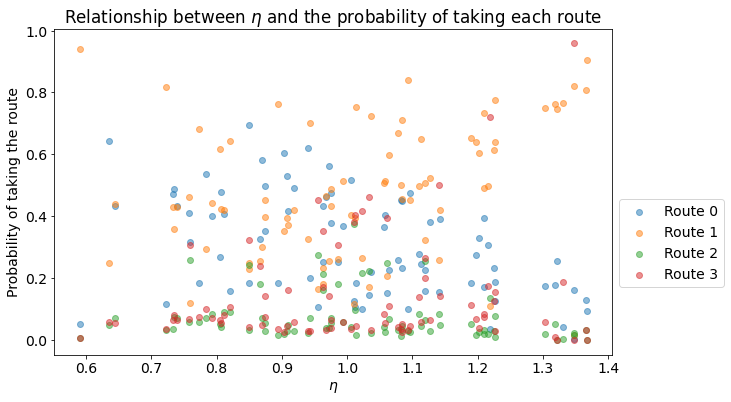 Relationship between η and the probability of taking each route
Probability of taking the route
1.0
0.8
0.6
0.4
0.2
0.0
0.6 0.7 0.8 0.9 1.0 1.1 1.2 1.3 1.4
η
Route 0
Route 1
Route 2
Route 3